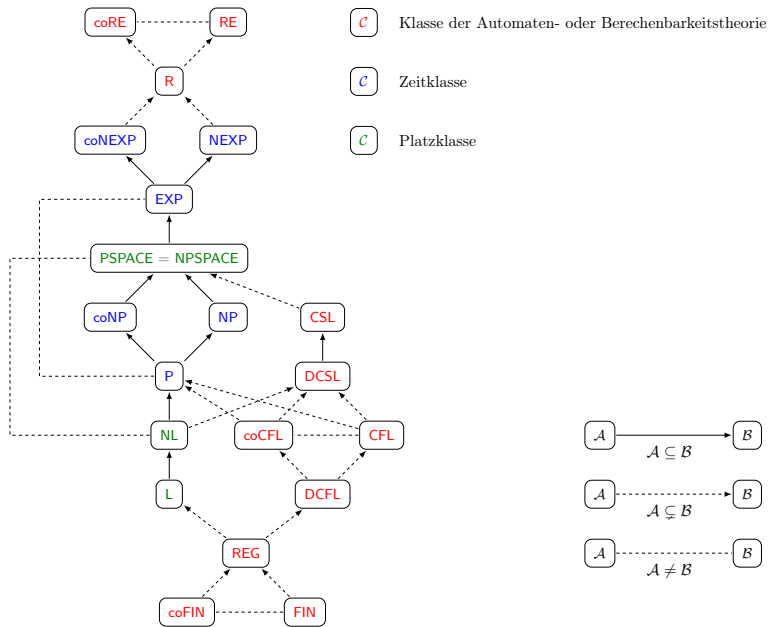 coRE RE
R
coNEXP NEXP
EXP
PSPACE = NPSPACE
coNP NP CSL
P DCSL
NL coCFL CFL
L DCFL
REG
coFIN FIN
𝒞 Klasse der Automaten- oder Berechenbarkeitstheorie
𝒞 Zeitklasse
𝒞 Platzklasse
𝒜 ℬ
𝒜 ⊆ ℬ
𝒜 ℬ
𝒜 ⊊ ℬ
𝒜 ℬ
𝒜 ≠ ℬ